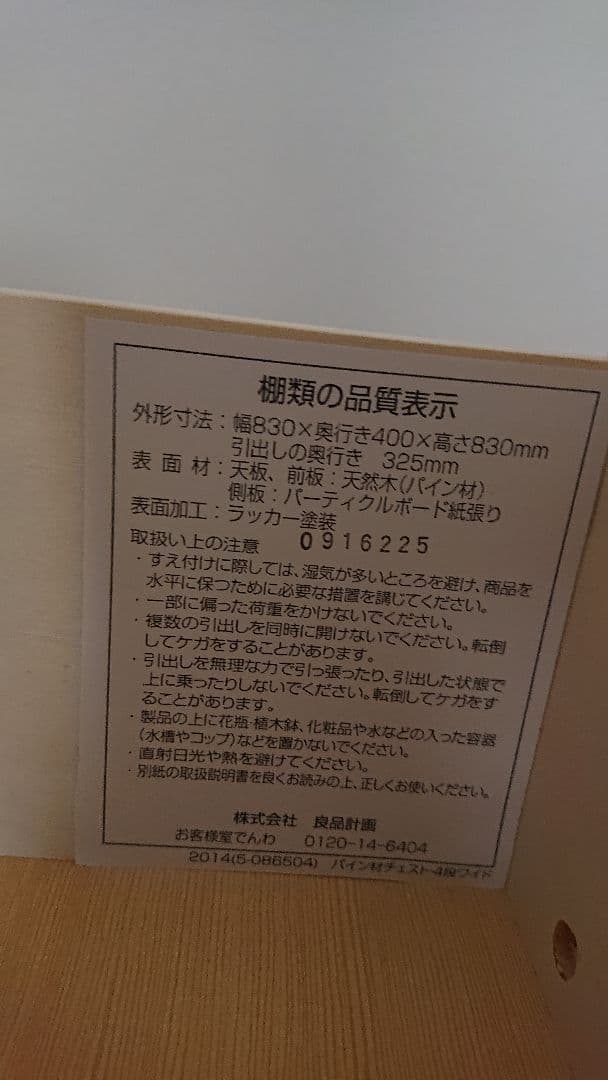 棚類の品質表示
外形寸法：幅830×奥行き400×高さ830mm
引出しの奥行き　325mm
表 面 材：天板、前板：天然木(パイン材)
側板：パーティクルボード紙張り
表面加工：ラッカー塗装
取扱い上の注意　0916225
・すえ付けに際しては、湿気が多いところを避け、商品を
水平に保つために必要な措置を講じてください。
・一部に偏った荷重をかけないでください。
・複数の引出しを同時に開けないでください。転倒
してケガをすることがあります。
・引出しを無理な力で引っ張ったり、引出した状態で
上に乗ったりしないでください。転倒してケガをす
ることがあります。
・製品の上に花瓶・植木鉢、化粧品や水などの入った容器
(水槽やコップ)などを置かないでください。
・直射日光や熱を避けてください。
・別紙の取扱説明書を良くお読みの上、正しくお使いください。
株式会社　良品計画
お客様室でんわ　0120-14-6404
2014(5-086504)　パイン材チェスト・4段ワイド